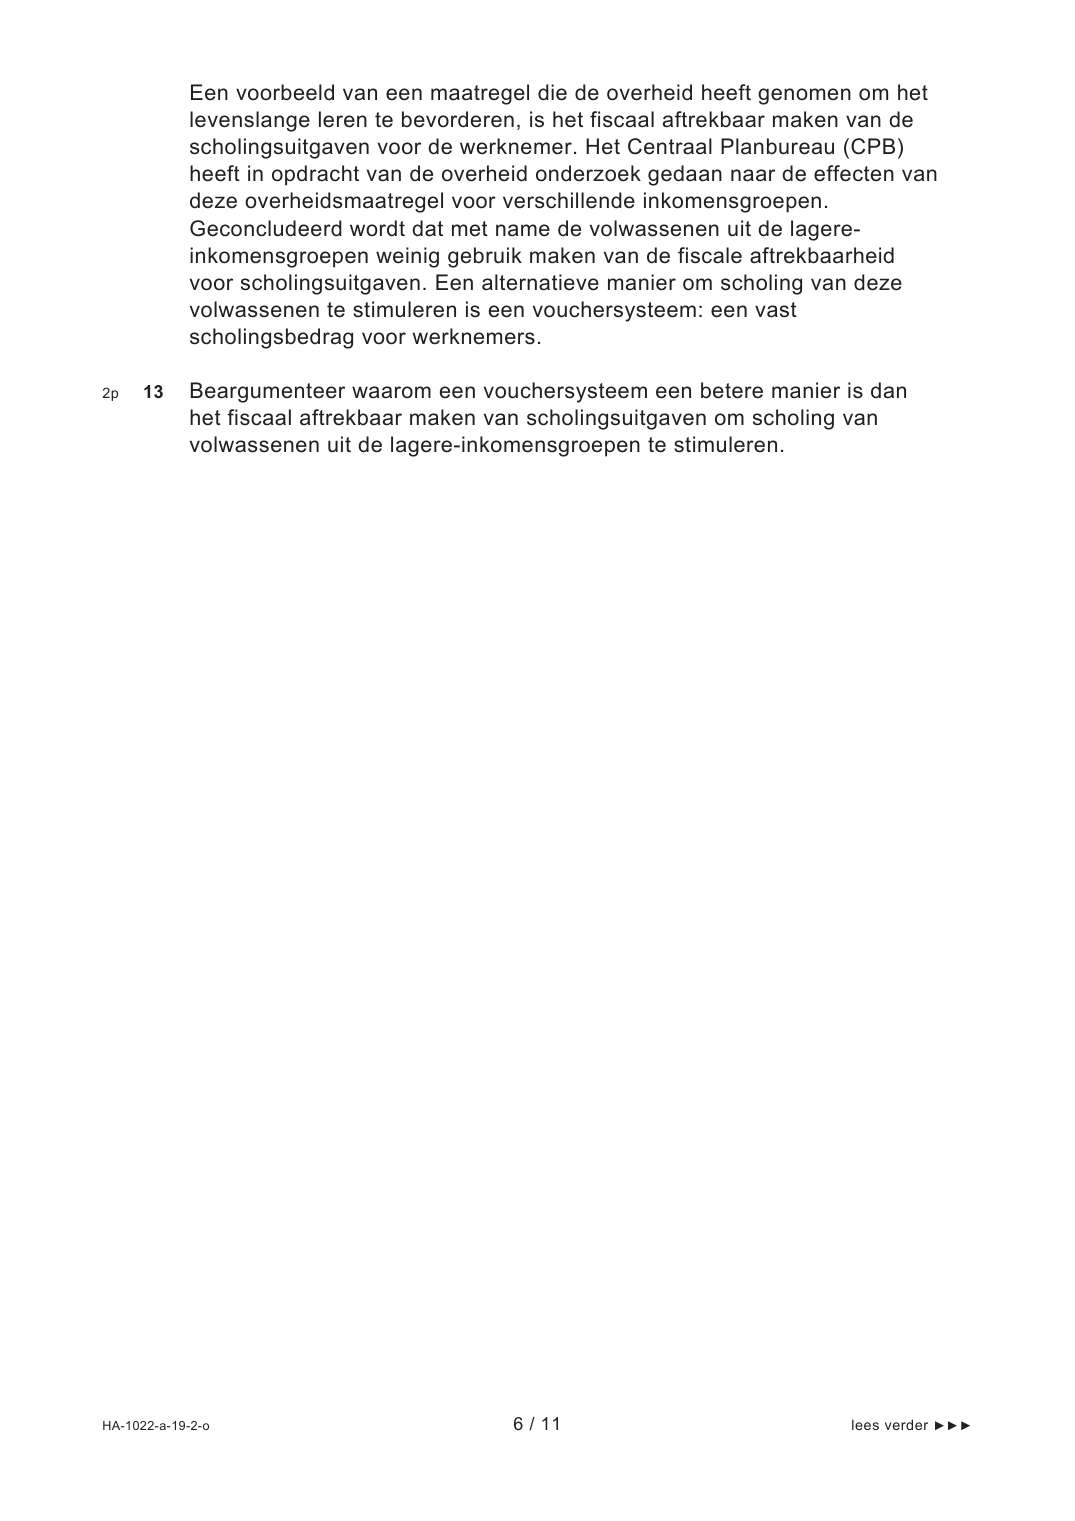 Een voorbeeld van een maatregel die de overheid heeft genomen om het
levenslange leren te bevorderen, is het fiscaal aftrekbaar maken van de
scholingsuitgaven voor de werknemer. Het Centraal Planbureau (CPB)
heeft in opdracht van de overheid onderzoek gedaan naar de effecten van
deze overheidsmaatregel voor verschillende inkomensgroepen.
Geconcludeerd wordt dat met name de volwassenen uit de lagere-
inkomensgroepen weinig gebruik maken van de fiscale aftrekbaarheid
voor scholingsuitgaven. Een alternatieve manier om scholing van deze
volwassenen te stimuleren is een vouchersysteem: een vast
scholingsbedrag voor werknemers.
2p 13 Beargumenteer waarom een vouchersysteem een betere manier is dan
het fiscaal aftrekbaar maken van scholingsuitgaven om scholing van
volwassenen uit de lagere-inkomensgroepen te stimuleren.
HA-1022-a-19-2-o 6 / 11 lees verder ►►►